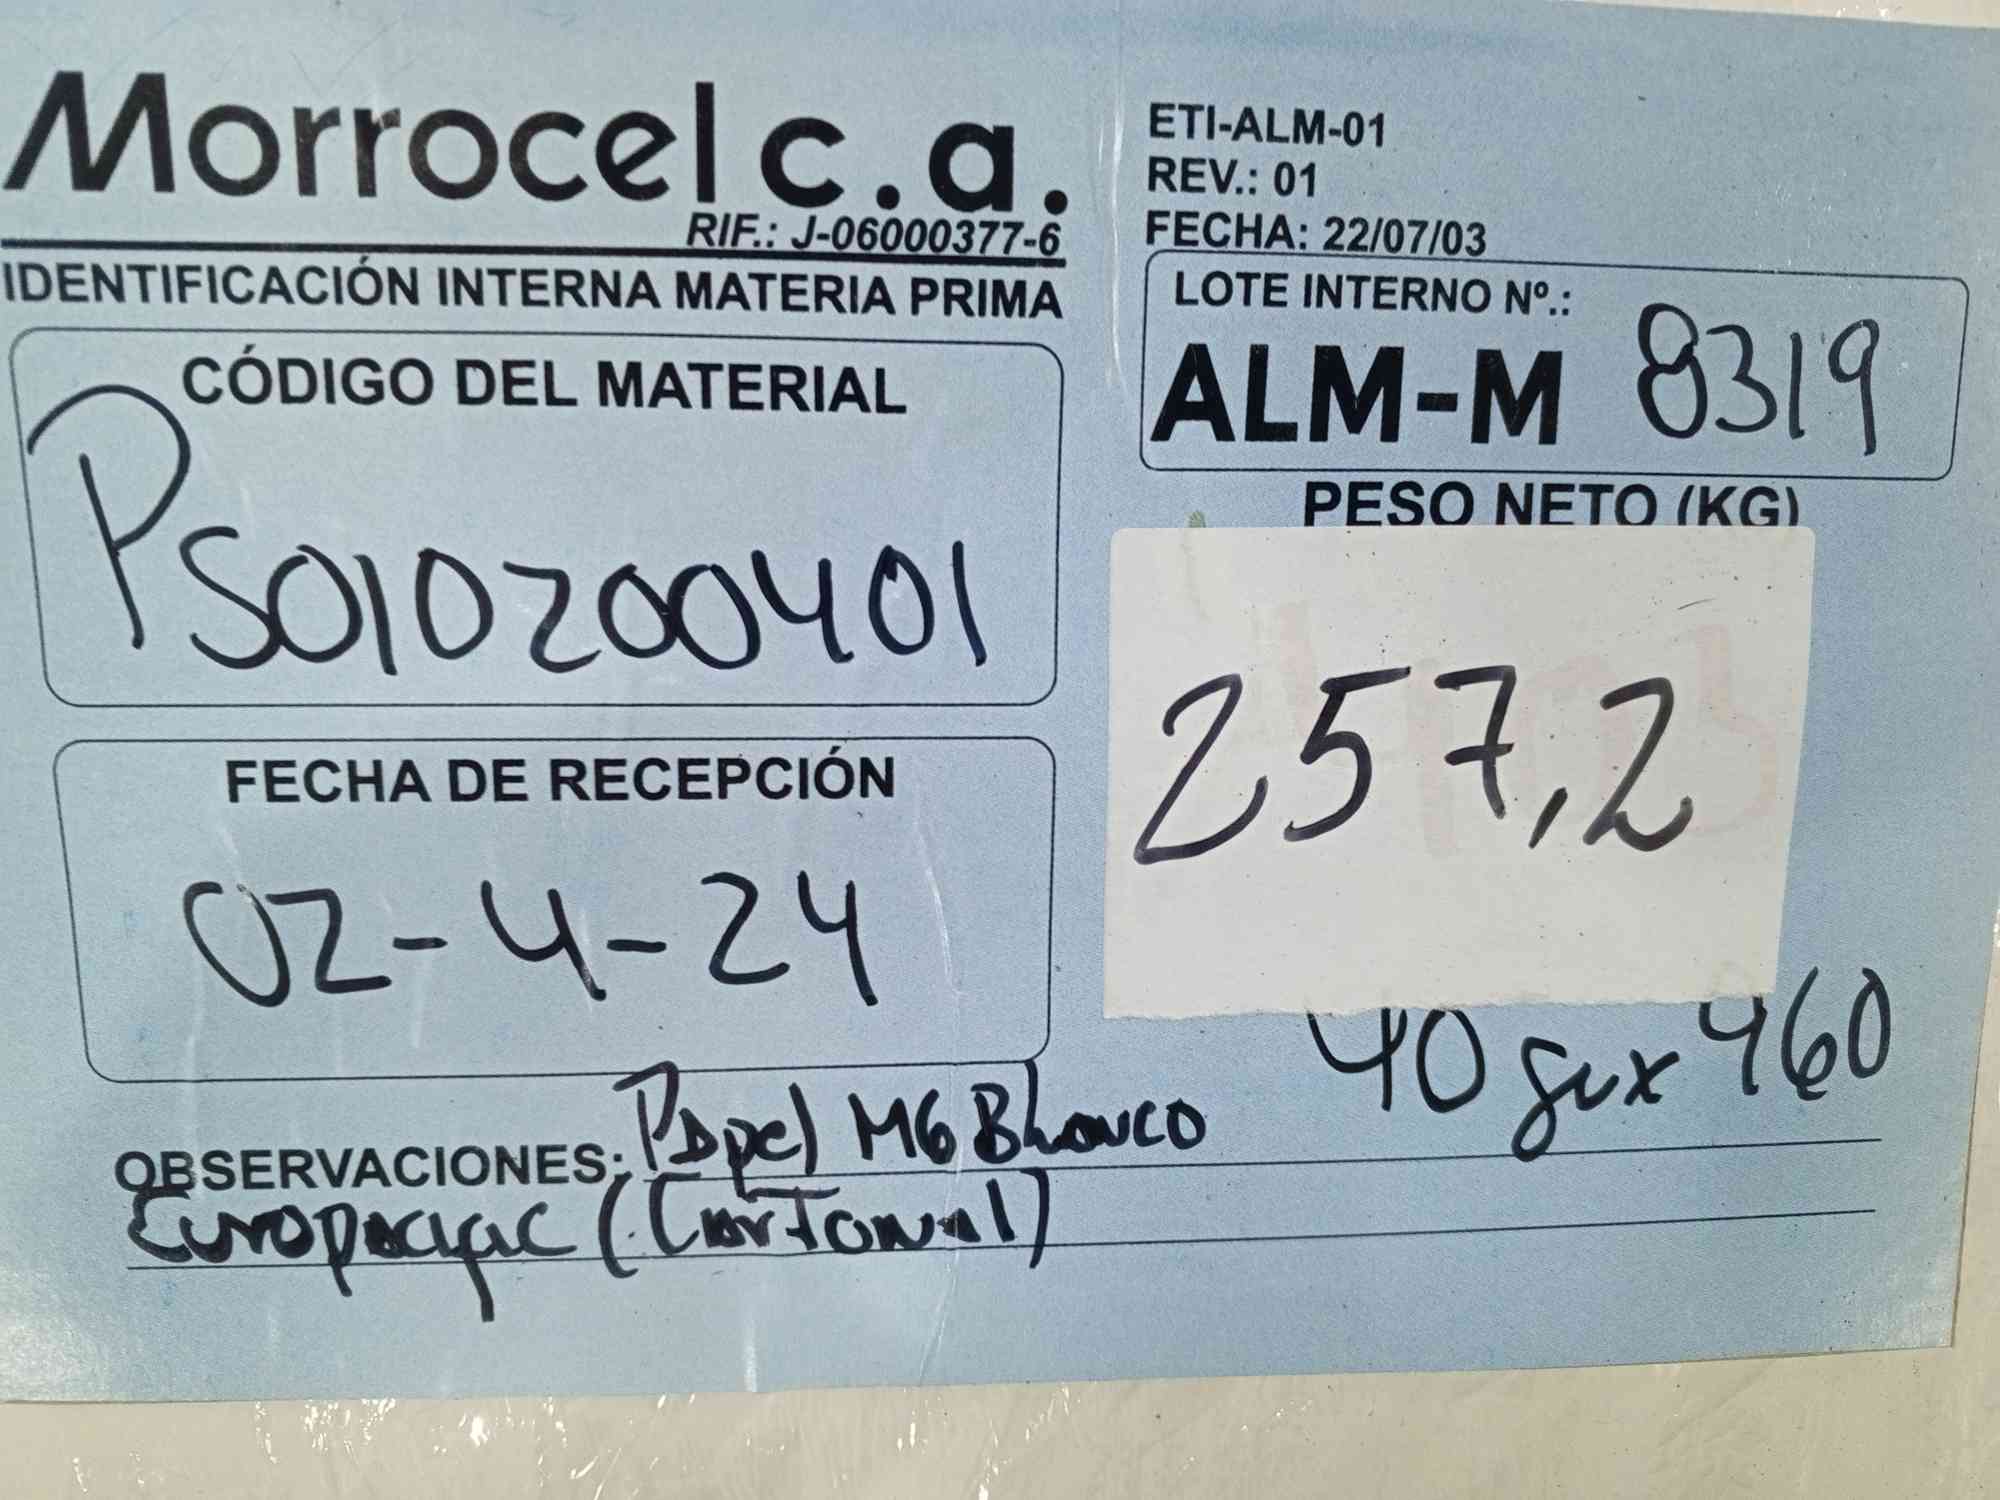 Morrocel c.a.
RIF.: J-06000377-6
IDENTIFICACIÓN INTERNA MATERIA PRIMA
ETI-ALM-01
REV.: 01
FECHA: 22/07/03
LOTE INTERNO Nº.:
ALM-M 8319
CÓDIGO DEL MATERIAL
PS010200401
PESO NETO (KG)
257,2
FECHA DE RECEPCIÓN
02-4-24
40 x 460
OBSERVACIONES: Papel MG Blanco
(Cartonal)